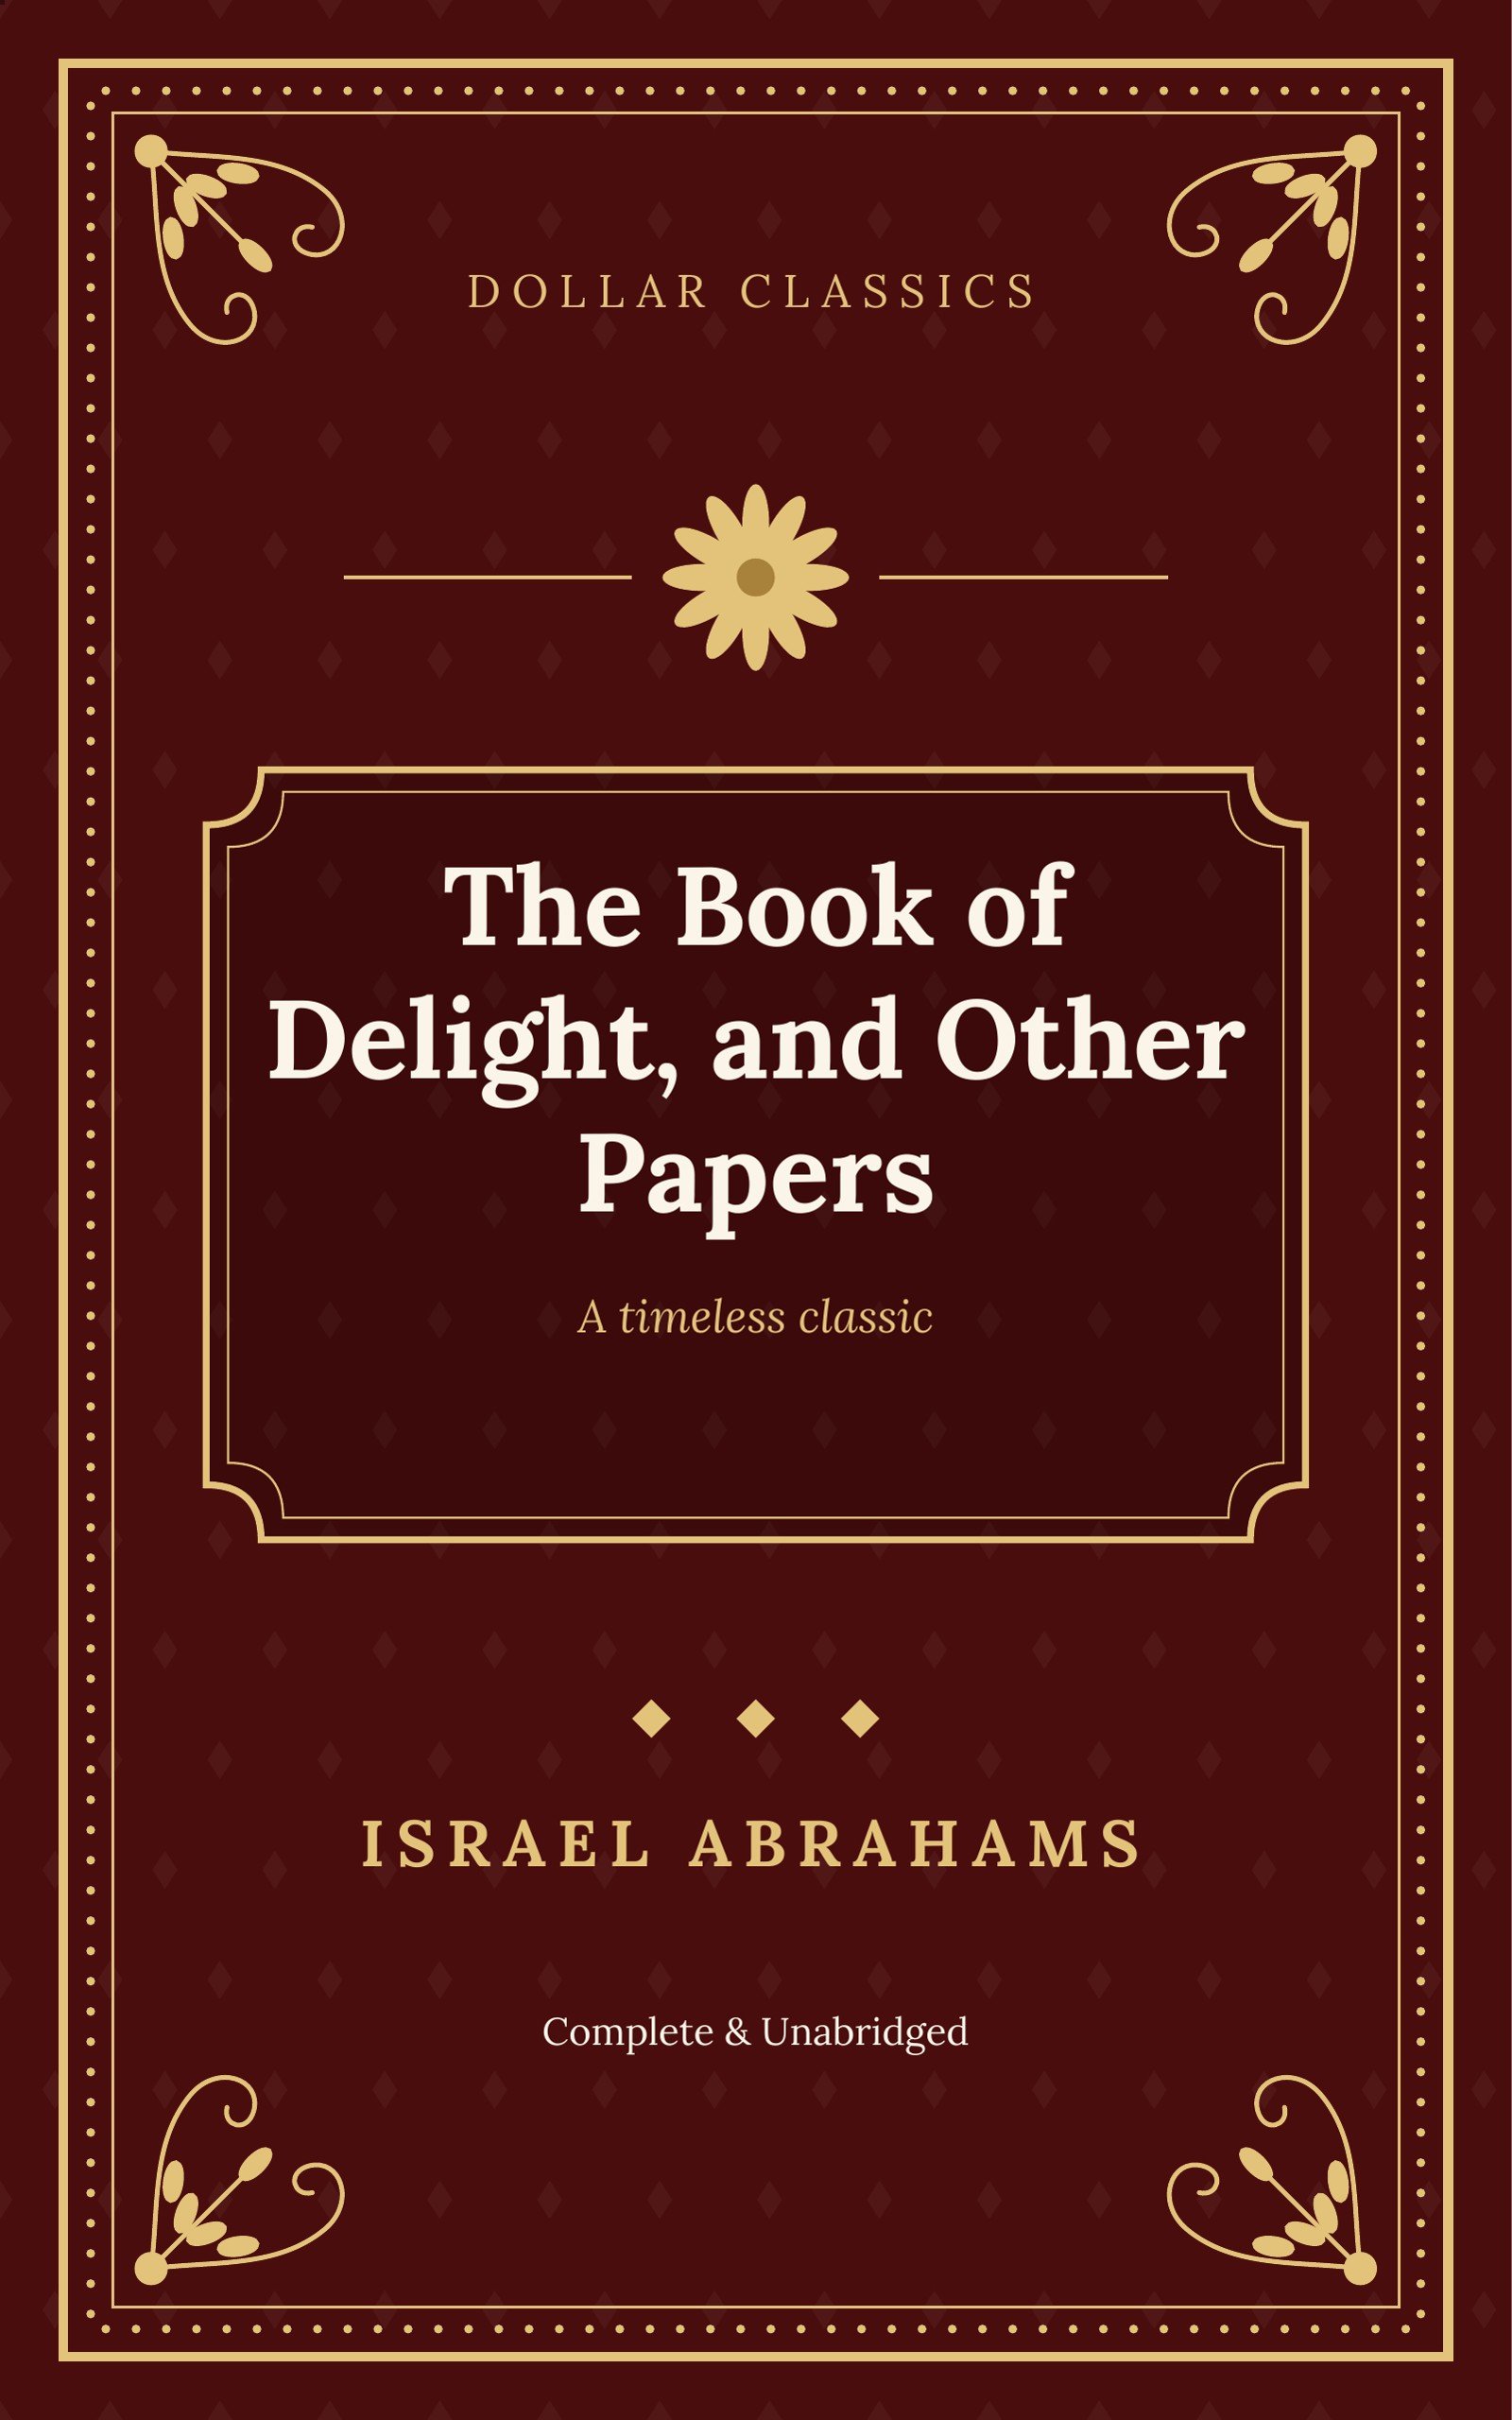 DOLLAR CLASSICS
The Book of
Delight, and Other
Papers
A timeless classic
ISRAEL ABRAHAMS
Complete & Unabridged